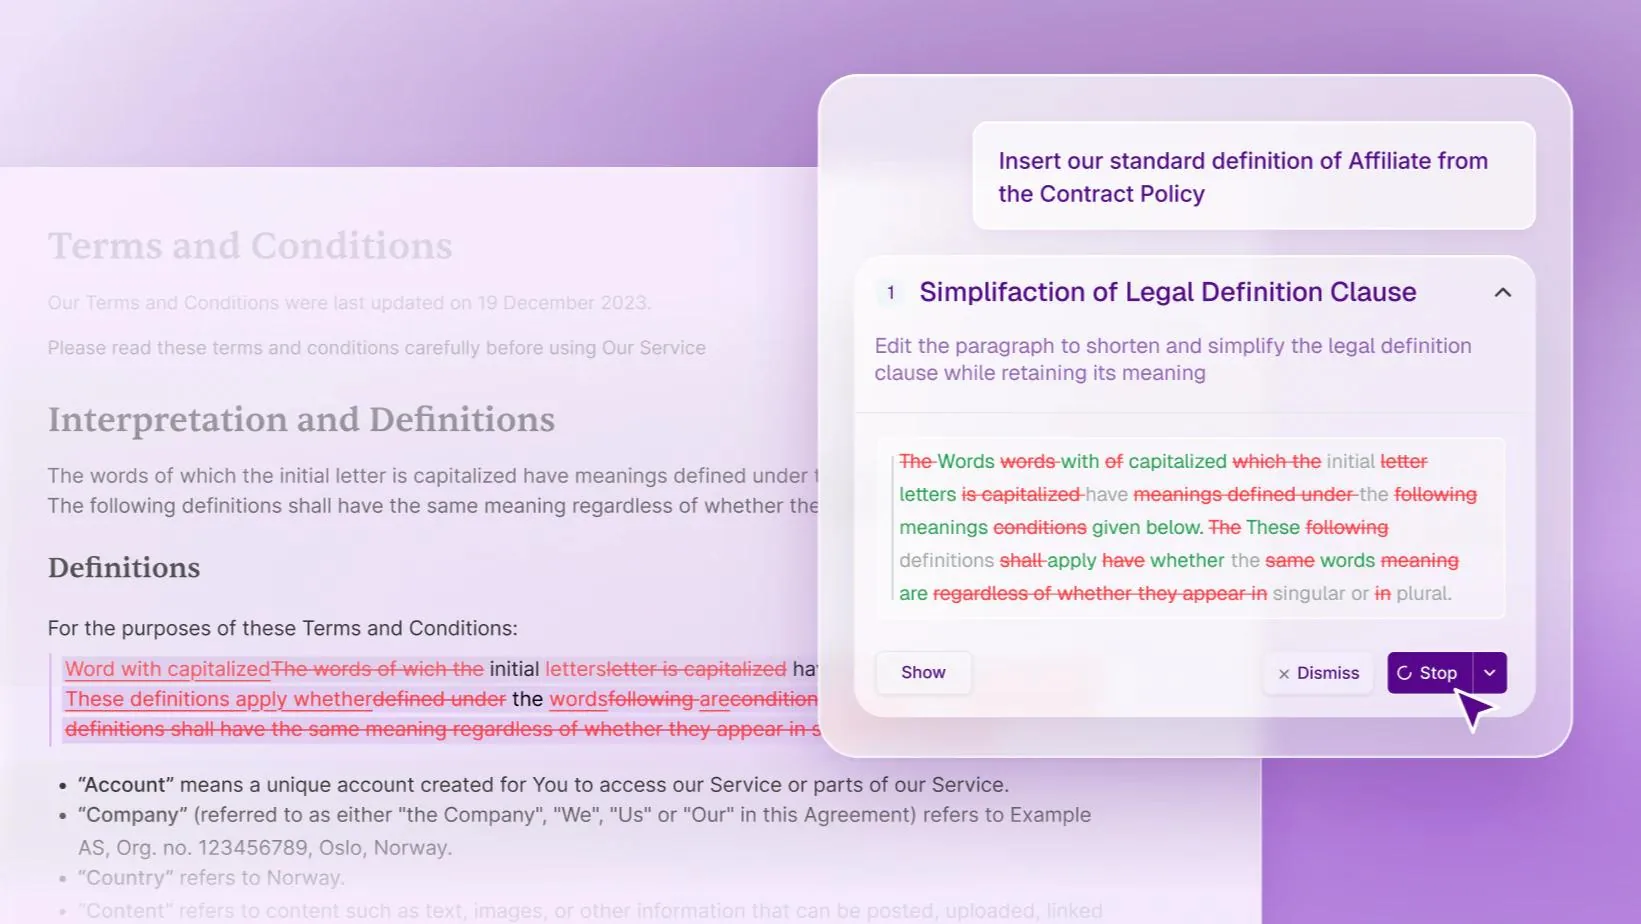 Terms and Conditions
Our Terms and Conditions were last updated on 19 December 2023.
Please read these terms and conditions carefully before using Our Service
Interpretation and Definitions
The words of which the initial letter is capitalized have meanings defined under
The following definitions shall have the same meaning regardless of whether the
Definitions
For the purposes of these Terms and Conditions:
Word with capitalizedThe words of wich the initial lettersletter is capitalized
These definitions apply whetherdefined under the wordsfollowing arecondition
definitions shall have the same meaning regardless of whether they appear in
• “Account” means a unique account created for You to access our Service or parts of our Service.
• “Company” (referred to as either "the Company", "We", "Us" or "Our" in this Agreement) refers to Example
AS, Org. no. 123456789, Oslo, Norway.
• “Country” refers to Norway.
• “Content” refers to content such as text, images, or other information that can be posted, uploaded, linked
Insert our standard definition of Affiliate from
the Contract Policy
1 Simplifaction of Legal Definition Clause
Edit the paragraph to shorten and simplify the legal definition
clause while retaining its meaning
The Words words with of capitalized which the initial letter
letters is capitalized have meanings defined under the following
meanings conditions given below. The These following
definitions shall apply have whether the same words meaning
are regardless of whether they appear in singular or in plural.
Show
Dismiss
Stop